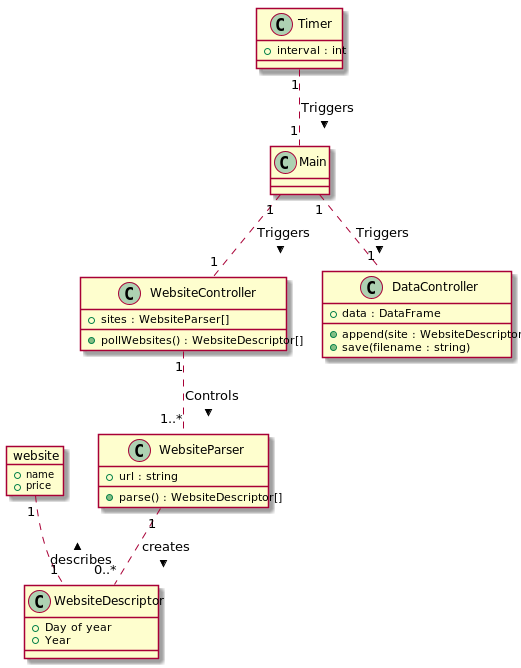 C Timer
interval : int
1
Triggers
▼
1
C Main
1
1
Triggers
▼
Triggers
▼
1
1
C WebsiteController
sites : WebsiteParser[]
pollWebsites() : WebsiteDescriptor[]
C DataController
data : DataFrame
append(site : WebsiteDescriptor
save(filename : string)
1
Controls
▼
1..*
C WebsiteParser
url : string
parse() : WebsiteDescriptor[]
website
name
price
1
▲
describes
1
1
creates
▼
0..*
C WebsiteDescriptor
Day of year
Year